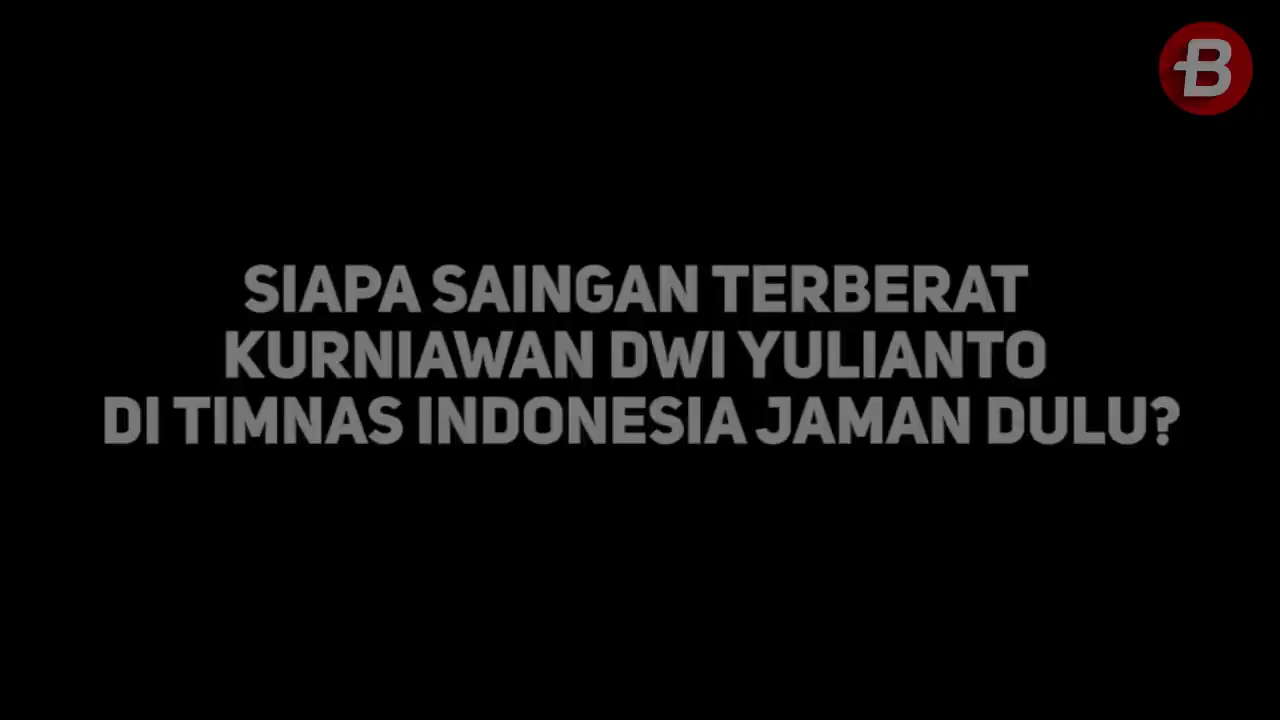 B
SIAPA SAINGAN TERBERAT
KURNIAWAN DWI YULIANTO
DI TIMNAS INDONESIA JAMAN DULU?